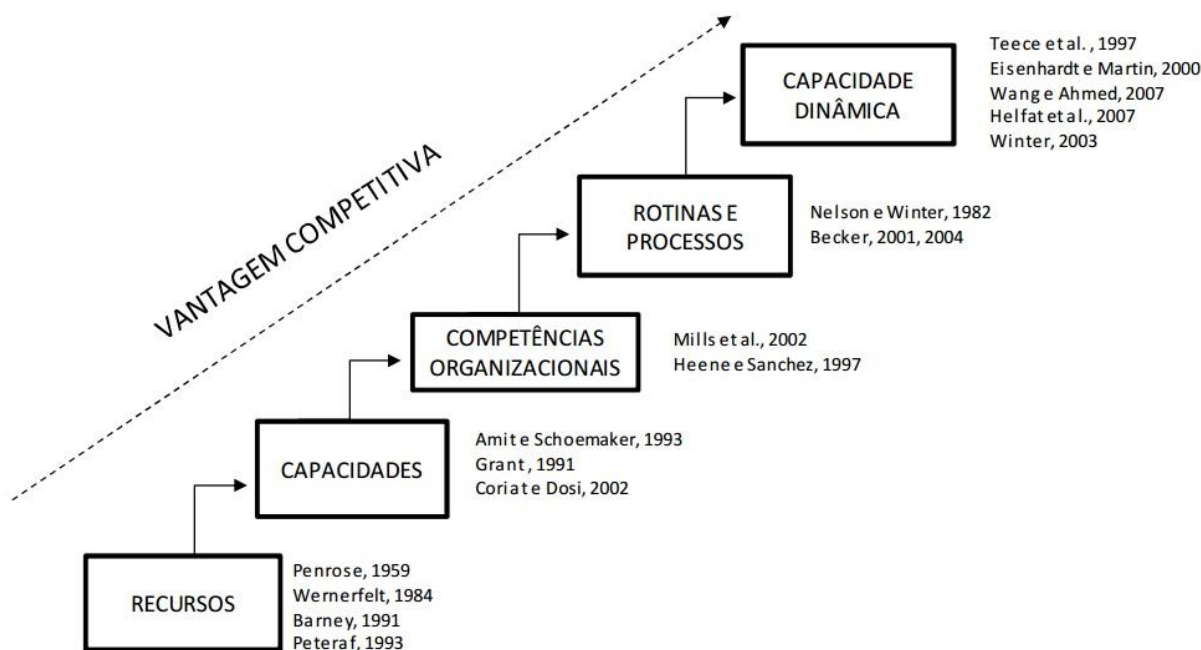 Teece et al., 1997
Eisenhardt e Martin, 2000
Wang e Ahmed, 2007
Helfat et al., 2007
Winter, 2003
CAPACIDADE
DINÂMICA
VANTAGEM COMPETITIVA
ROTINAS E
PROCESSOS
Nelson e Winter, 1982
Becker, 2001, 2004
COMPETÊNCIAS
ORGANIZACIONAIS
Mills et al., 2002
Heene e Sanchez, 1997
CAPACIDADES
Amit e Schoemaker, 1993
Grant, 1991
Coriat e Dosi, 2002
RECURSOS
Penrose, 1959
Wernerfelt, 1984
Barney, 1991
Peteraf, 1993